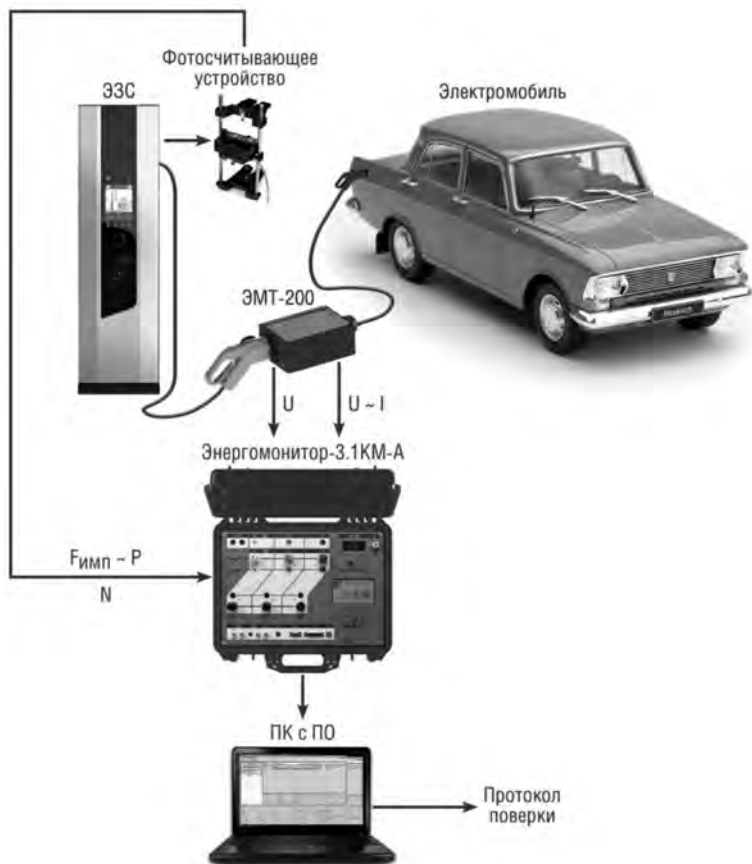 Фотосчитывающее
устройство
ЭЗС
Электромобиль
ЭМТ-200
U
U ~ I
Энергомонитор-3.1КМ-А
Fимп ~ P
N
ПК с ПО
Протокол
поверки